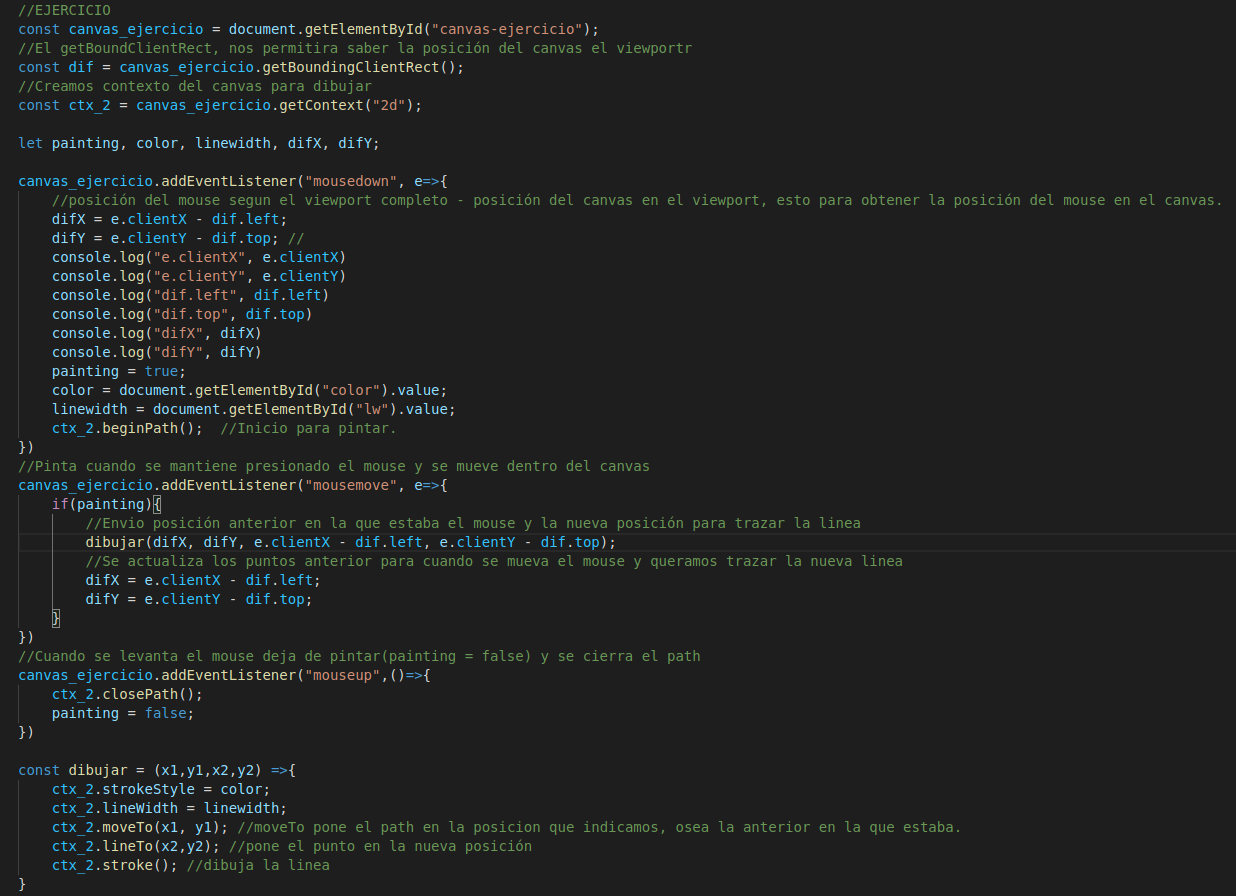 //EJERCICIO
const canvas_ejercicio = document.getElementById("canvas-ejercicio");
//El getBoundClientRect, nos permitira saber la posición del canvas el viewportr
const dif = canvas_ejercicio.getBoundingClientRect();
//Creamos contexto del canvas para dibujar
const ctx_2 = canvas_ejercicio.getContext("2d");

let painting, color, linewidth, difX, difY;

canvas_ejercicio.addEventListener("mousedown", e=>{
    //posición del mouse segun el viewport completo - posición del canvas en el viewport, esto para obtener la posición del mouse en el canvas.
    difX = e.clientX - dif.left;
    difY = e.clientY - dif.top; //
    console.log("e.clientX", e.clientX)
    console.log("e.clientY", e.clientY)
    console.log("dif.left", dif.left)
    console.log("dif.top", dif.top)
    console.log("difX", difX)
    console.log("difY", difY)
    painting = true;
    color = document.getElementById("color").value;
    linewidth = document.getElementById("lw").value;
    ctx_2.beginPath();  //Inicio para pintar.
})
//Pinta cuando se mantiene presionado el mouse y se mueve dentro del canvas
canvas_ejercicio.addEventListener("mousemove", e=>{
    if(painting){
        //Envio posición anterior en la que estaba el mouse y la nueva posición para trazar la linea
        dibujar(difX, difY, e.clientX - dif.left, e.clientY - dif.top);
        //Se actualiza los puntos anterior para cuando se mueva el mouse y queramos trazar la nueva linea
        difX = e.clientX - dif.left;
        difY = e.clientY - dif.top;
    }
})
//Cuando se levanta el mouse deja de pintar(painting = false) y se cierra el path
canvas_ejercicio.addEventListener("mouseup",()=>{
    ctx_2.closePath();
    painting = false;
})

const dibujar = (x1,y1,x2,y2) =>{
    ctx_2.strokeStyle = color;
    ctx_2.lineWidth = linewidth;
    ctx_2.moveTo(x1, y1); //moveTo pone el path en la posicion que indicamos, osea la anterior en la que estaba.
    ctx_2.lineTo(x2,y2); //pone el punto en la nueva posición
    ctx_2.stroke(); //dibuja la linea
}